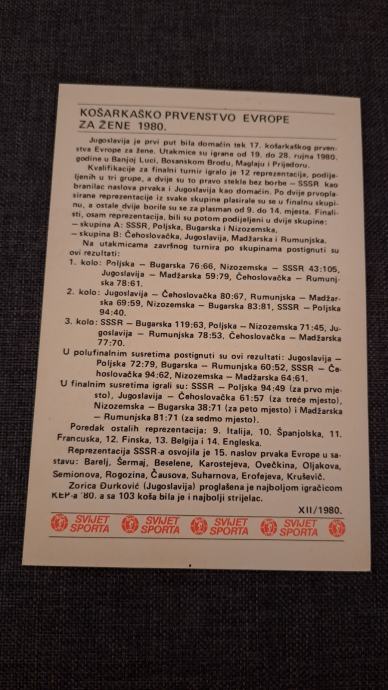 KOŠARKAŠKO PRVENSTVO EVROPE
ZA ŽENE 1980.
Jugoslavija je prvi put bila domaćin tek 17. košarkaškog prven-
stva Evrope za žene. Utakmice su igrane od 19. do 28. rujna 1980.
godine u Banjoj Luci, Bosanskom Brodu, Maglaju i Prijedoru.
Kvalifikacije za finalni turnir igralo je 12 reprezentacija, podije-
ljenih u tri grupe, a dvije su to pravo stekle bez borbe — SSSR kao
branilac naslova prvaka i Jugoslavija kao domaćin. Po dvije prvopla-
sirane reprezentacije iz svake skupine plasirale su se u finalnu skupi-
nu, a ostale dvije borile su se za plasman od 9. do 14. mjesta. Finali-
sti, osam reprezentacija, bili su potom podijeljeni u dvije skupine:
— skupina A: SSSR, Poljska, Bugarska i Nizozemska,
— skupina B: Čehoslovačka, Jugoslavija, Madžarska i Rumunjska.
Na utakmicama završnog turnira po skupinama postignuti su
ovi rezultati:
1. kolo: Poljska — Bugarska 76:66, Nizozemska — SSSR 43:105,
Jugoslavija — Madžarska 59:79, Čehoslovačka — Rumunj-
ska 78:61.
2. kolo: Jugoslavija — Čehoslovačka 80:67, Rumunjska — Madžar-
ska 69:59, Nizozemska — Bugarska 83:81, SSSR — Poljska
94:40.
3. kolo: SSSR — Bugarska 119:63, Poljska — Nizozemska 71:45, Ju-
goslavija — Rumunjska 78:53, Čehoslovačka — Madžarska
77:70.
U polufinalnim susretima postignuti su ovi rezultati: Jugoslavija —
Poljska 72:79, Bugarska — Rumunjska 60:52, SSSR — Če-
hoslovačka 94:62, Nizozemska — Madžarska 64:61.
U finalnim susretima igrali su: SSSR — Poljska 94:49 (za prvo mje-
sto), Jugoslavija — Čehoslovačka 61:57 (za treće mjesto),
Nizozemska — Bugarska 38:71 (za peto mjesto) i Madžarska
— Rumunjska 81:71 (za sedmo mjesto).
Poredak ostalih reprezentacija: 9. Italija, 10. Španjolska, 11.
Francuska, 12. Finska, 13. Belgija i 14. Engleska.
Reprezentacija SSSR-a osvojila je 15. naslov prvaka Evrope u sa-
stavu: Barelj, Šermaj, Beselene, Karostejeva, Ovečkina, Oljakova,
Semionova, Rogozina, Čausova, Suharnova, Erofejeva, Kruševič.
Zorica Đurković (Jugoslavija) proglašena je najboljom igračicom
KEP-a '80. a sa 103 koša bila je i najbolji strijelac.
XII/1980.
SVIJET SPORTA SVIJET SPORTA SVIJET SPORTA SVIJET SPORTA